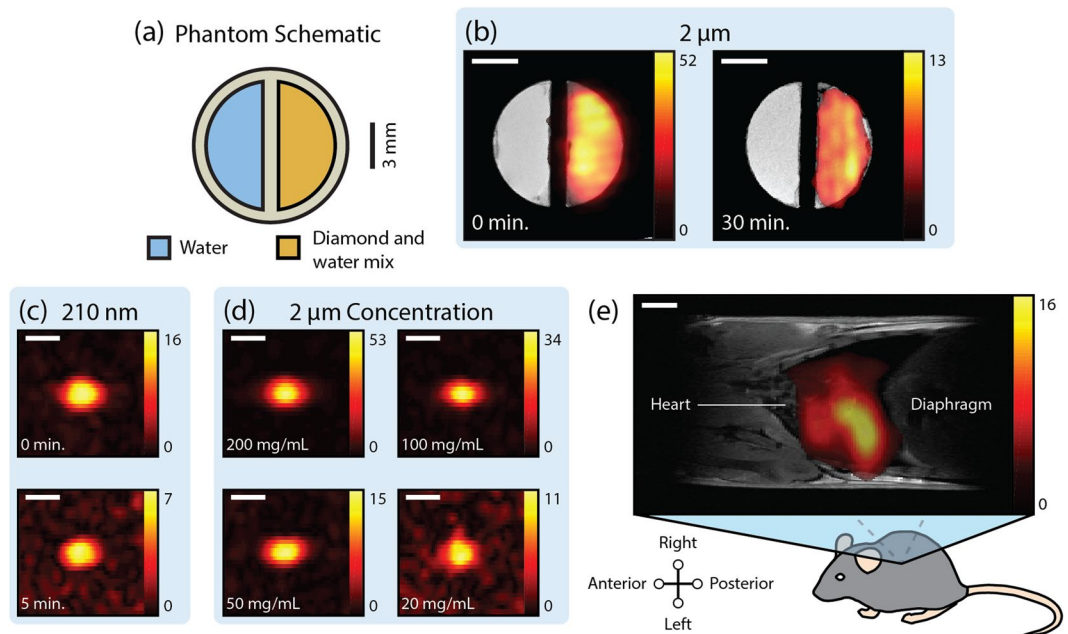 (a) Phantom Schematic
3 mm
Water
Diamond and
water mix
(b) 2 µm
52
0
0 min.
13
0
30 min.
(c) 210 nm
16
0
0 min.
7
0
5 min.
(d) 2 µm Concentration
53
0
200 mg/mL
34
0
100 mg/mL
15
0
50 mg/mL
11
0
20 mg/mL
(e)
16
0
Heart
Diaphragm
Right
Anterior
Posterior
Left